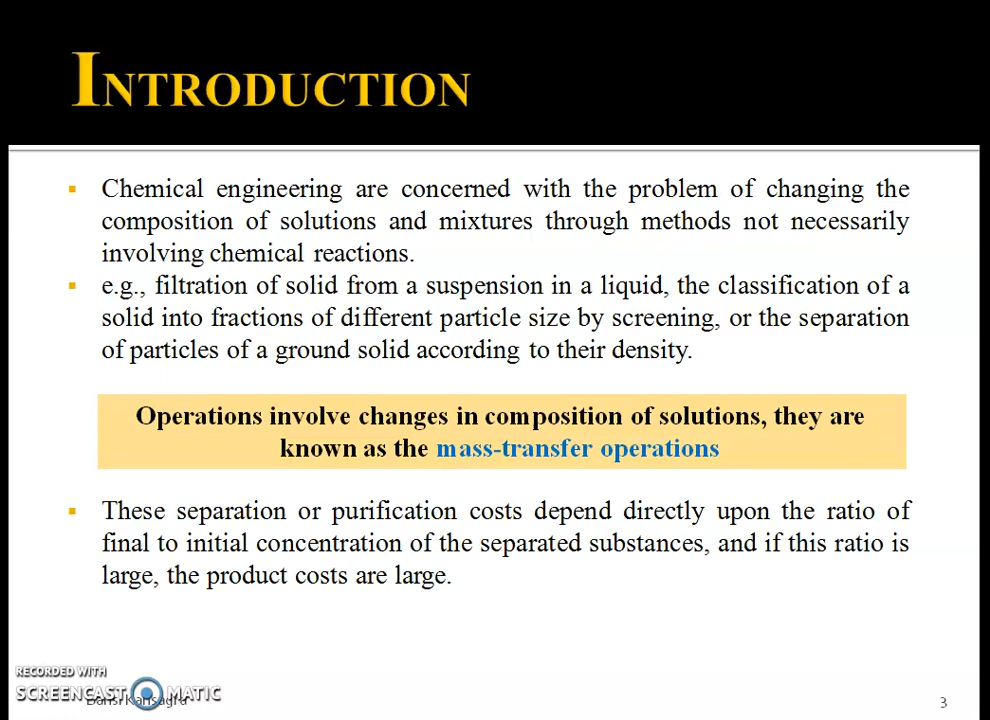 INTRODUCTION
Chemical engineering are concerned with the problem of changing the
composition of solutions and mixtures through methods not necessarily
involving chemical reactions.
e.g., filtration of solid from a suspension in a liquid, the classification of a
solid into fractions of different particle size by screening, or the separation
of particles of a ground solid according to their density.
Operations involve changes in composition of solutions, they are
known as the mass-transfer operations
These separation or purification costs depend directly upon the ratio of
final to initial concentration of the separated substances, and if this ratio is
large, the product costs are large.
RECORDED WITH
SCREENCAST MATIC
3